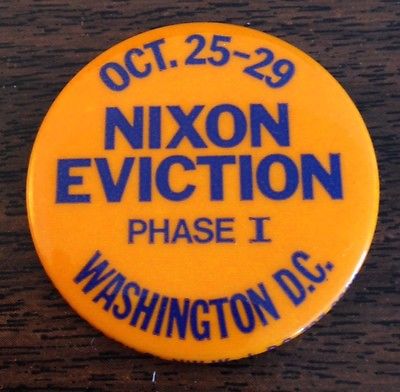 OCT. 25-29
NIXON
EVICTION
PHASE I
WASHINGTON D.C.